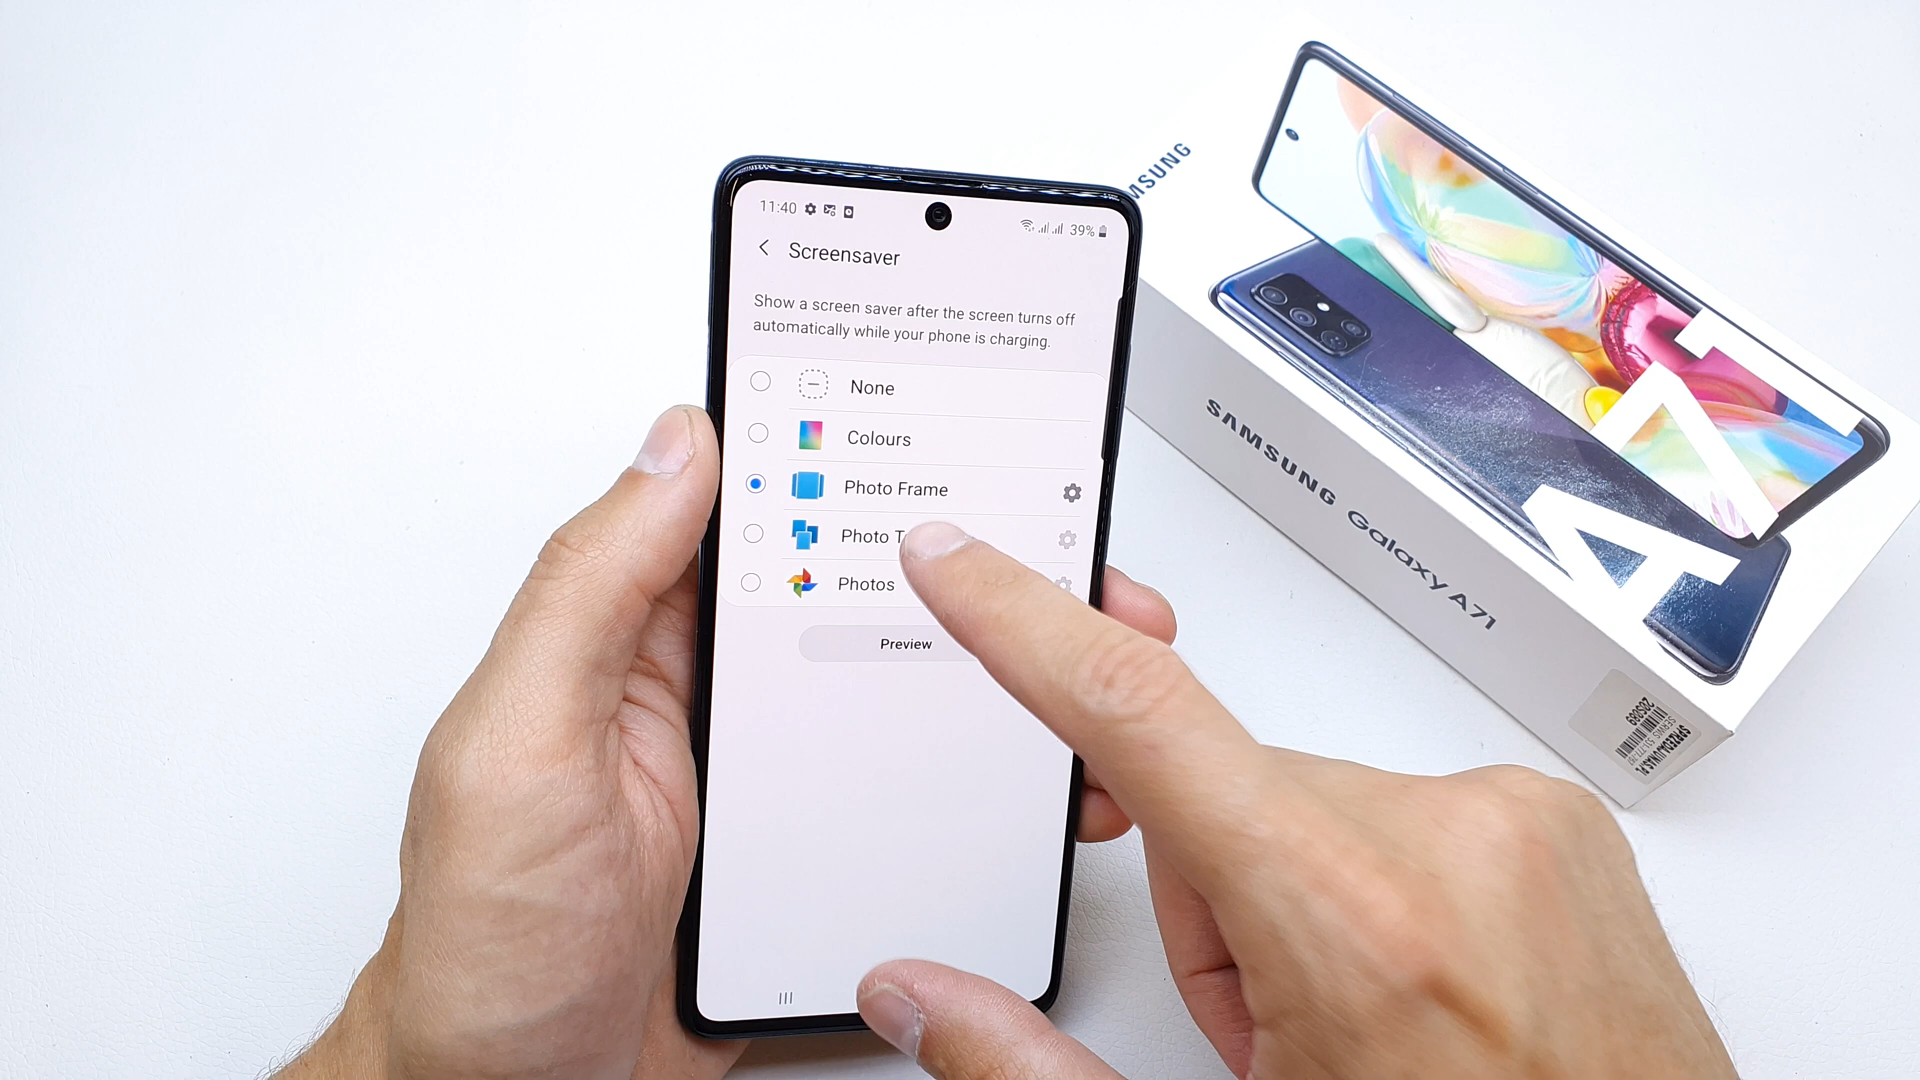 11:40
39%
Screensaver
Show a screen saver after the screen turns off
automatically while your phone is charging.
None
Colours
Photo Frame
Photo T
Photos
Preview
MSUNG
A71
SAMSUNG Galaxy A71